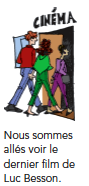 CINÉMA
Nous sommes
allés voir le
dernier film de
Luc Besson.